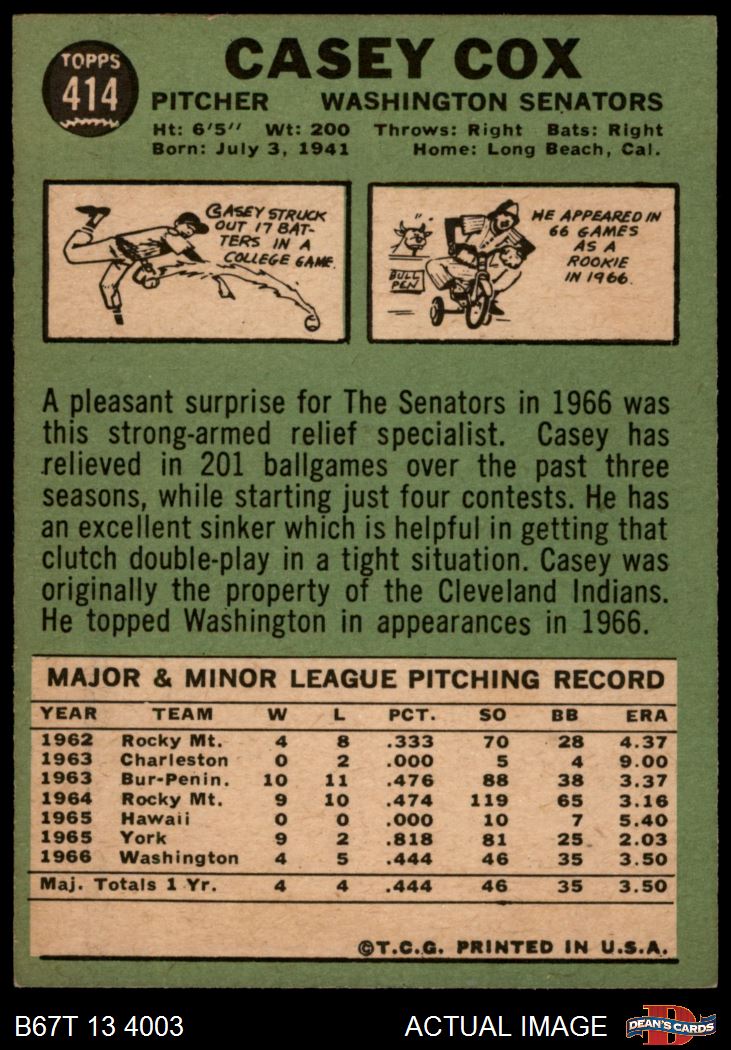 TOPPS
414
CASEY COX
PITCHER WASHINGTON SENATORS
Ht: 6'5" Wt: 200 Throws: Right Bats: Right
Born: July 3, 1941 Home: Long Beach, Cal.
CASEY STRUCK
OUT 17 BAT-
TERS IN A
COLLEGE GAME.
BULL
PEN
HE APPEARED IN
66 GAMES
AS A
ROOKIE
IN 1966.
A pleasant surprise for The Senators in 1966 was
this strong-armed relief specialist. Casey has
relieved in 201 ballgames over the past three
seasons, while starting just four contests. He has
an excellent sinker which is helpful in getting that
clutch double-play in a tight situation. Casey was
originally the property of the Cleveland Indians.
He topped Washington in appearances in 1966.
MAJOR & MINOR LEAGUE PITCHING RECORD
YEAR TEAM W L PCT. SO BB ERA
1962 Rocky Mt. 4 8 .333 70 28 4.37
1963 Charleston 0 2 .000 5 4 9.00
1963 Bur-Penin. 10 11 .476 88 38 3.37
1964 Rocky Mt. 9 10 .474 119 65 3.16
1965 Hawaii 0 0 .000 10 7 5.40
1965 York 9 2 .818 81 25 2.03
1966 Washington 4 5 .444 46 35 3.50
Maj. Totals 1 Yr. 4 4 .444 46 35 3.50
©T.C.G. PRINTED IN U.S.A.
B67T 13 4003 ACTUAL IMAGE DEAN'S CARDS